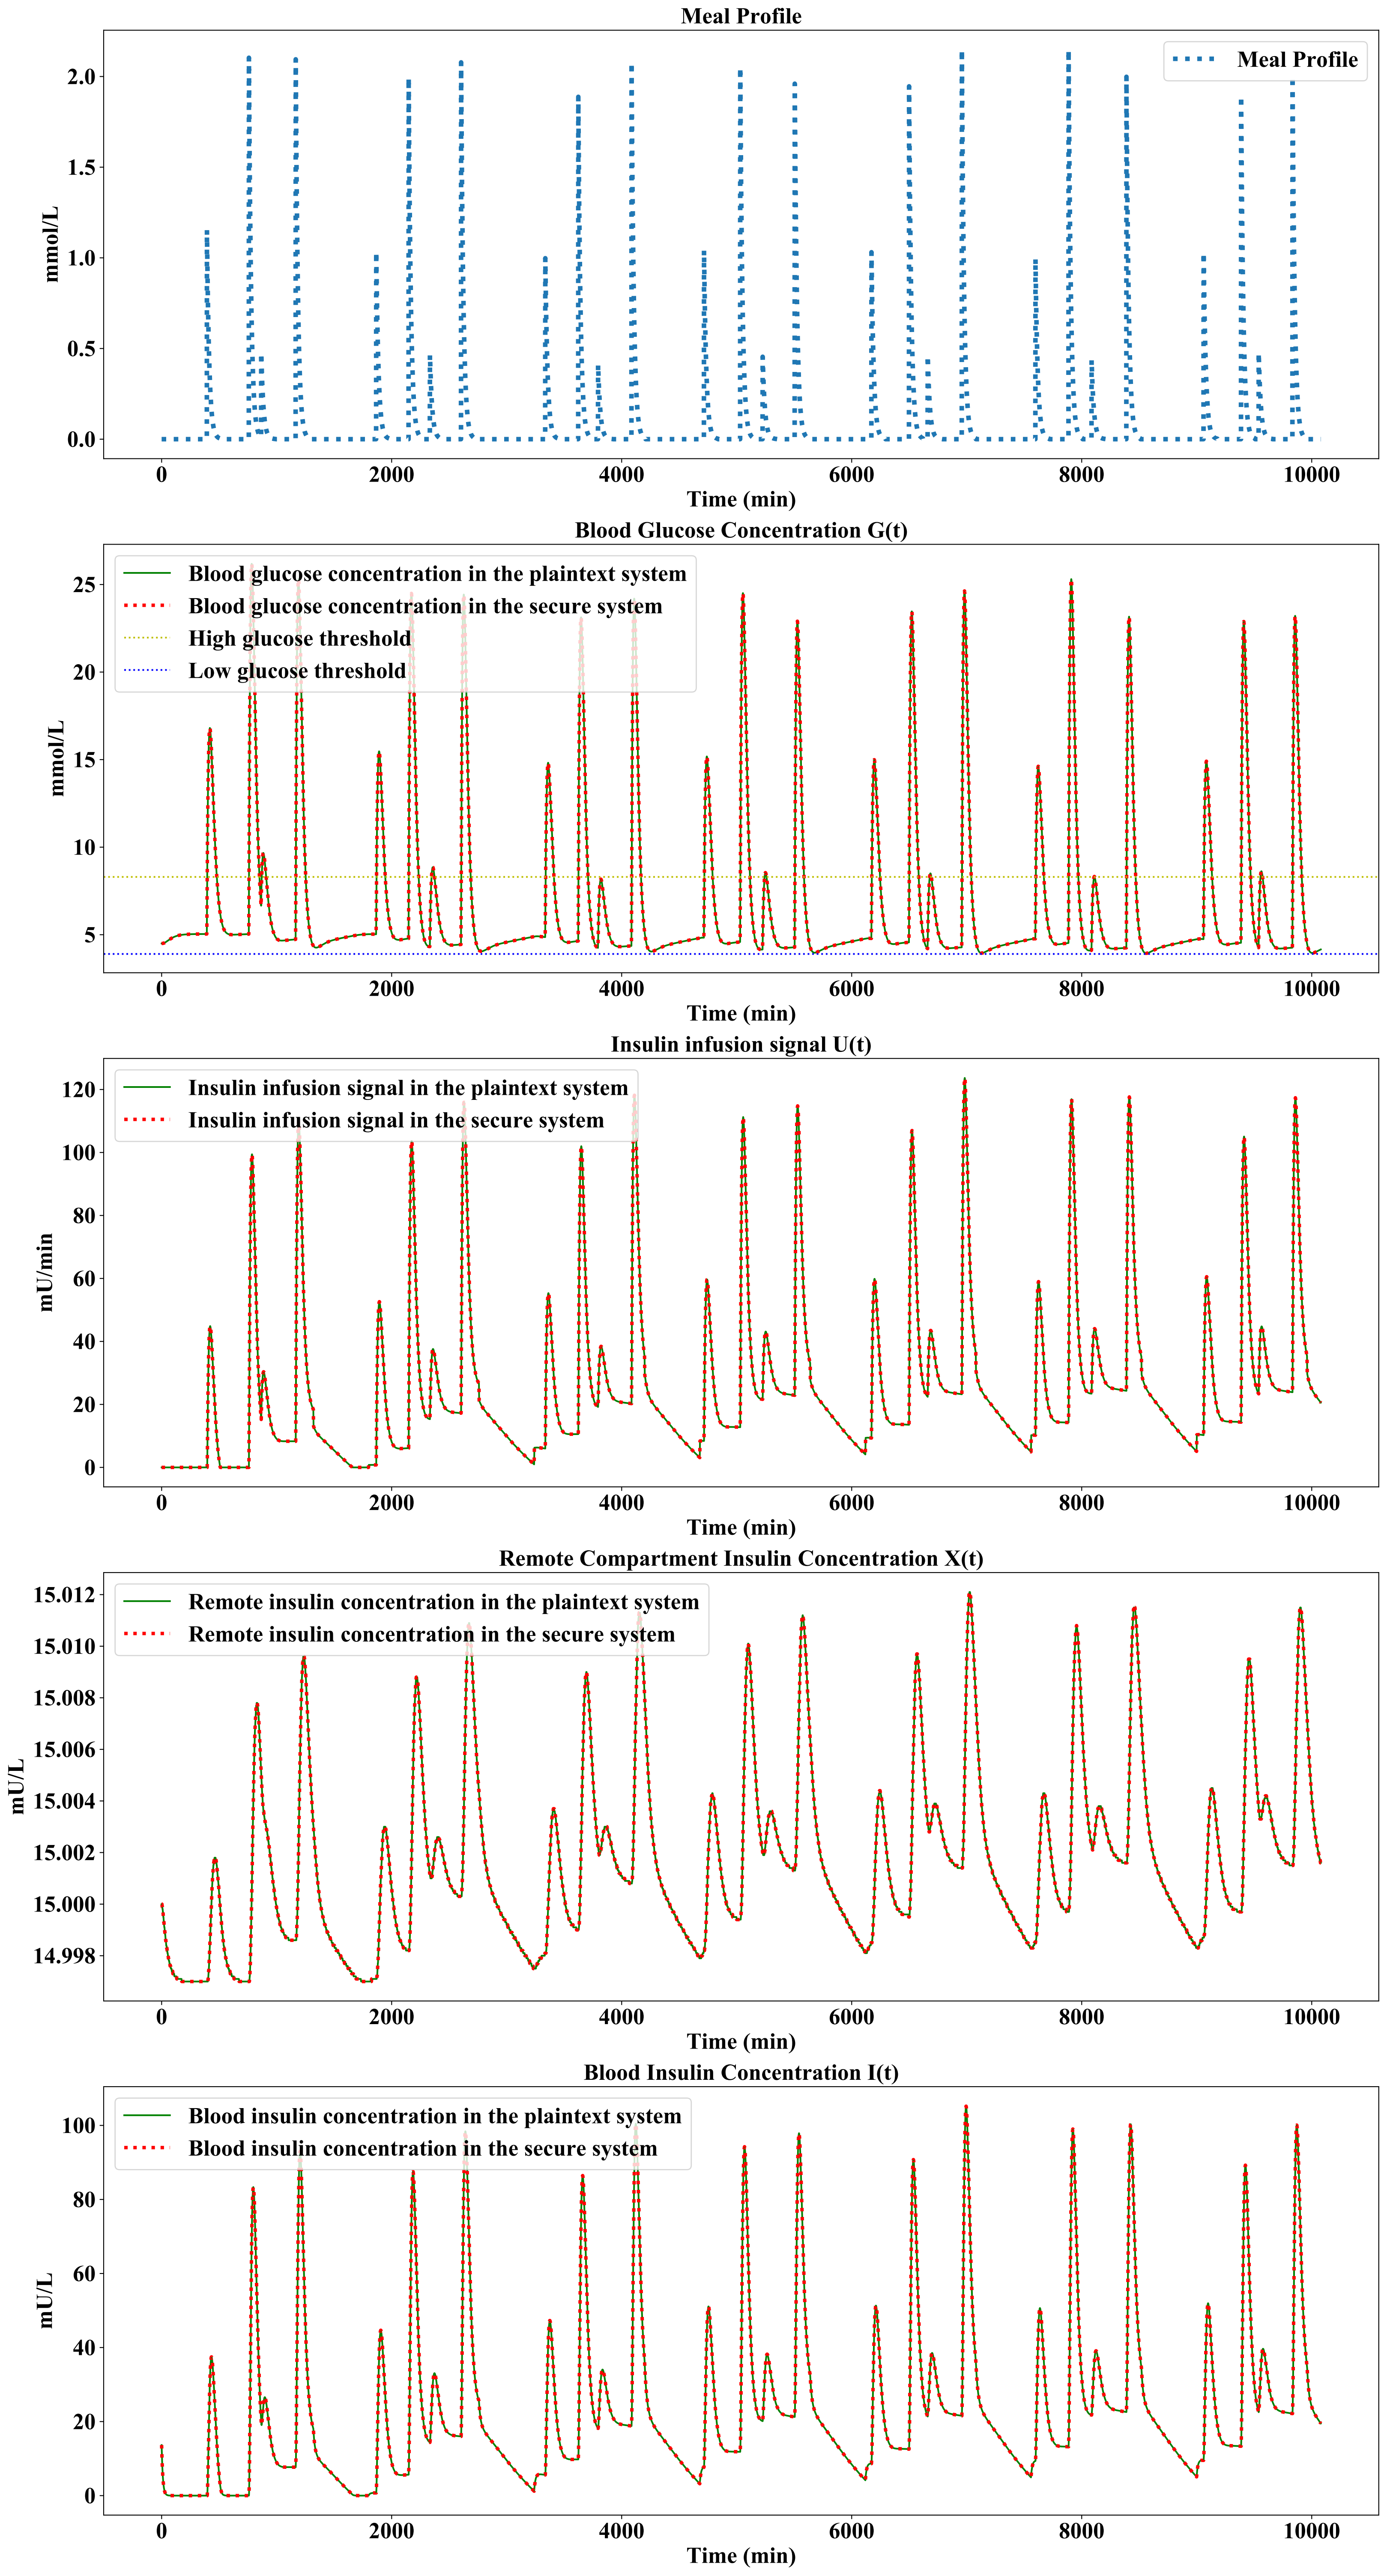 Meal Profile
Meal Profile
2.0
1.5
1.0
0.5
0.0
mmol/L
0 2000 4000 6000 8000 10000
Time (min)
Blood Glucose Concentration G(t)
Blood glucose concentration in the plaintext system
Blood glucose concentration in the secure system
High glucose threshold
Low glucose threshold
25
20
15
10
5
mmol/L
0 2000 4000 6000 8000 10000
Time (min)
Insulin infusion signal U(t)
Insulin infusion signal in the plaintext system
Insulin infusion signal in the secure system
120
100
80
60
40
20
0
mU/min
0 2000 4000 6000 8000 10000
Time (min)
Remote Compartment Insulin Concentration X(t)
Remote insulin concentration in the plaintext system
Remote insulin concentration in the secure system
15.012
15.010
15.008
15.006
15.004
15.002
15.000
14.998
mU/L
0 2000 4000 6000 8000 10000
Time (min)
Blood Insulin Concentration I(t)
Blood insulin concentration in the plaintext system
Blood insulin concentration in the secure system
100
80
60
40
20
0
mU/L
0 2000 4000 6000 8000 10000
Time (min)